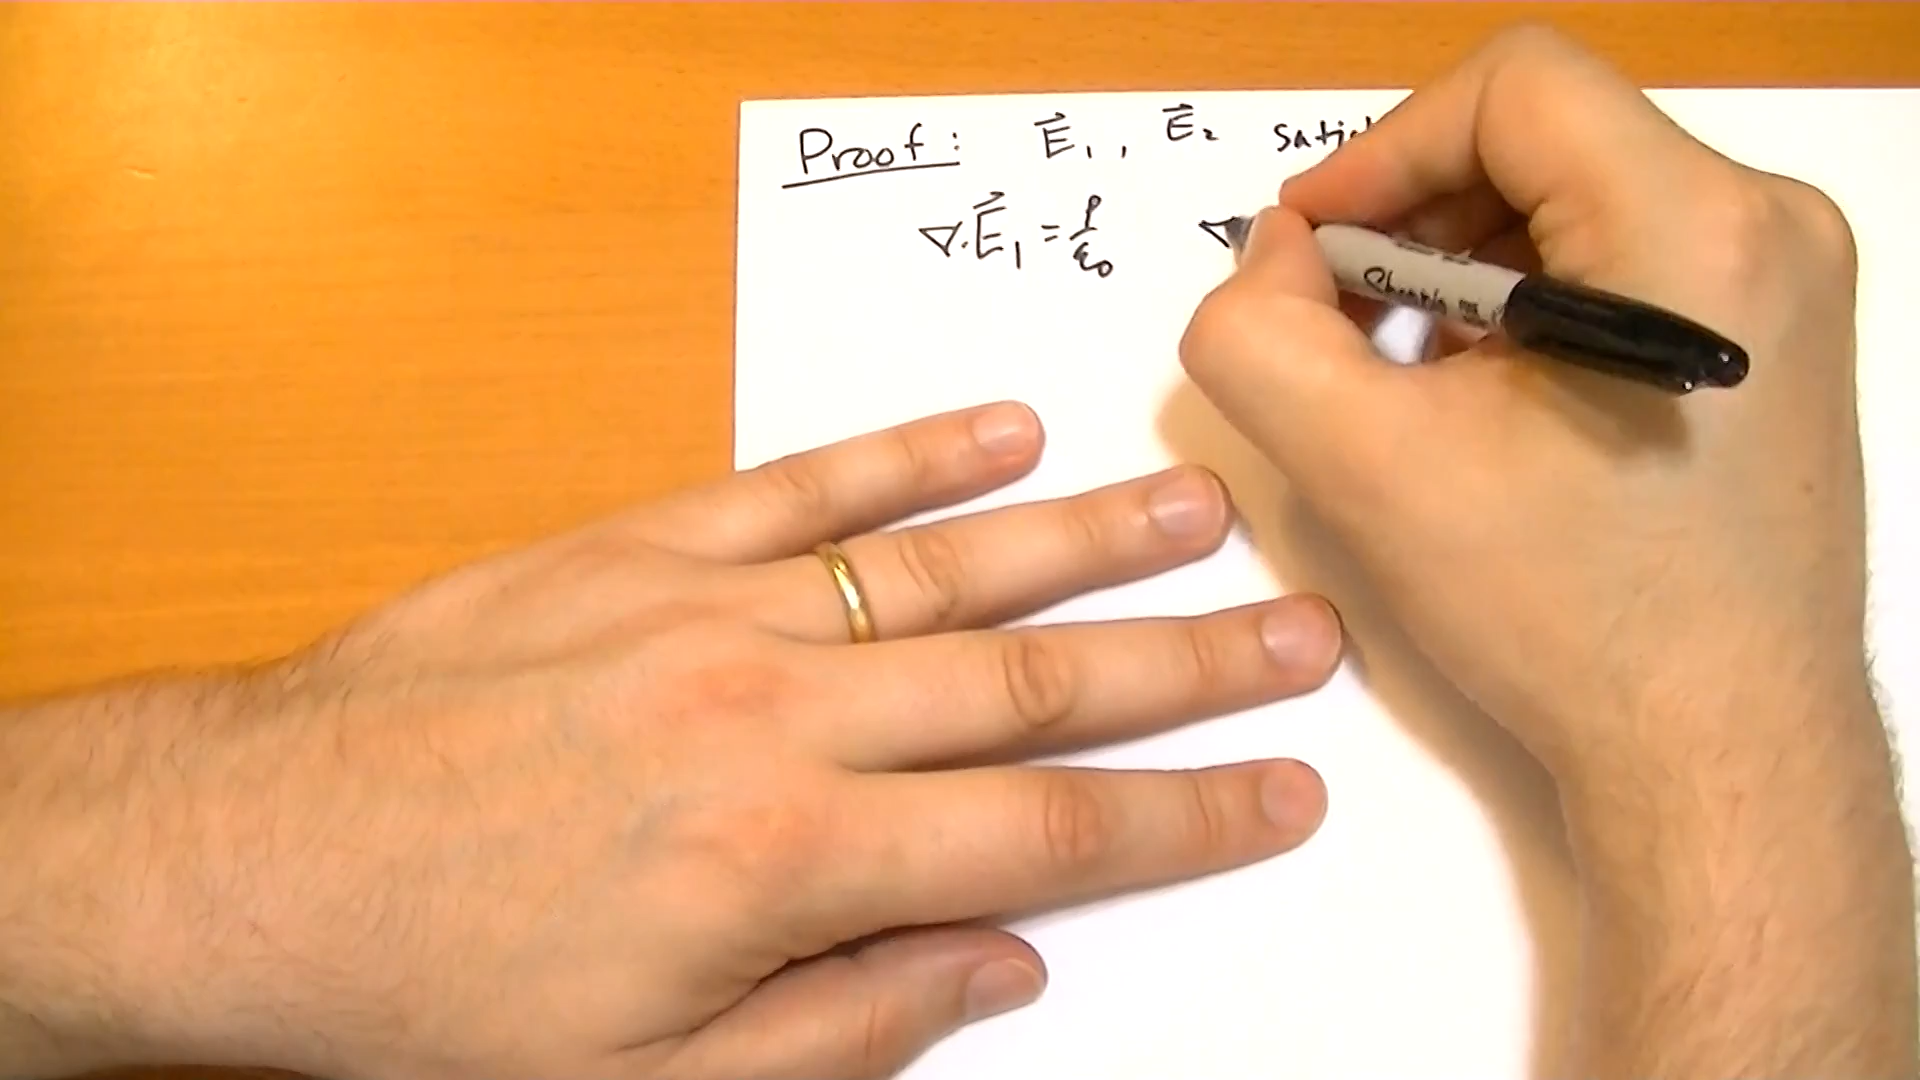 Proof: E⃗₁, E⃗₂
∇·E⃗₁ = ρ/ε₀ ∇